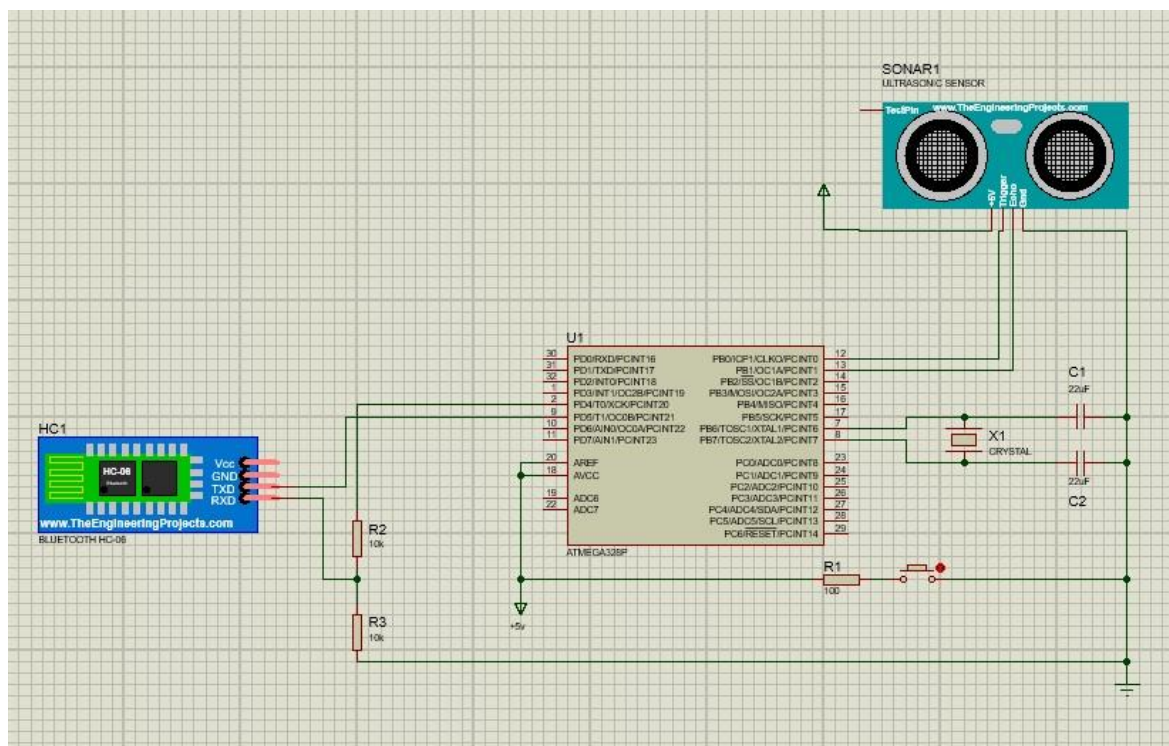 SONAR1
ULTRASONIC SENSOR
TestPin
www.TheEngineeringProjects.com
+5V
Trigger
Echo
Gnd
U1
30
31
32
1
2
9
10
11
20
18
19
22
PD0/RXD/PCINT16
PD1/TXD/PCINT17
PD2/INT0/PCINT18
PD3/INT1/OC2B/PCINT19
PD4/T0/XCK/PCINT20
PD5/T1/OC0B/PCINT21
PD6/AIN0/OC0A/PCINT22
PD7/AIN1/PCINT23
AREF
AVCC
ADC6
ADC7
PB0/ICP1/CLKO/PCINT0
PB1/OC1A/PCINT1
PB2/SS/OC1B/PCINT2
PB3/MOSI/OC2A/PCINT3
PB4/MISO/PCINT4
PB5/SCK/PCINT5
PB6/TOSC1/XTAL1/PCINT6
PB7/TOSC2/XTAL2/PCINT7
PC0/ADC0/PCINT8
PC1/ADC1/PCINT9
PC2/ADC2/PCINT10
PC3/ADC3/PCINT11
PC4/ADC4/SDA/PCINT12
PC5/ADC5/SCL/PCINT13
PC6/RESET/PCINT14
12
13
14
15
16
17
7
8
23
24
25
26
27
28
29
ATMEGA328P
C1
22uF
X1
CRYSTAL
22uF
C2
HC1
HC-06
Bluetooth
Vcc
GND
TXD
RXD
www.TheEngineeringProjects.com
BLUETOOTH HC-06
R2
10k
R3
10k
R1
100
+5v